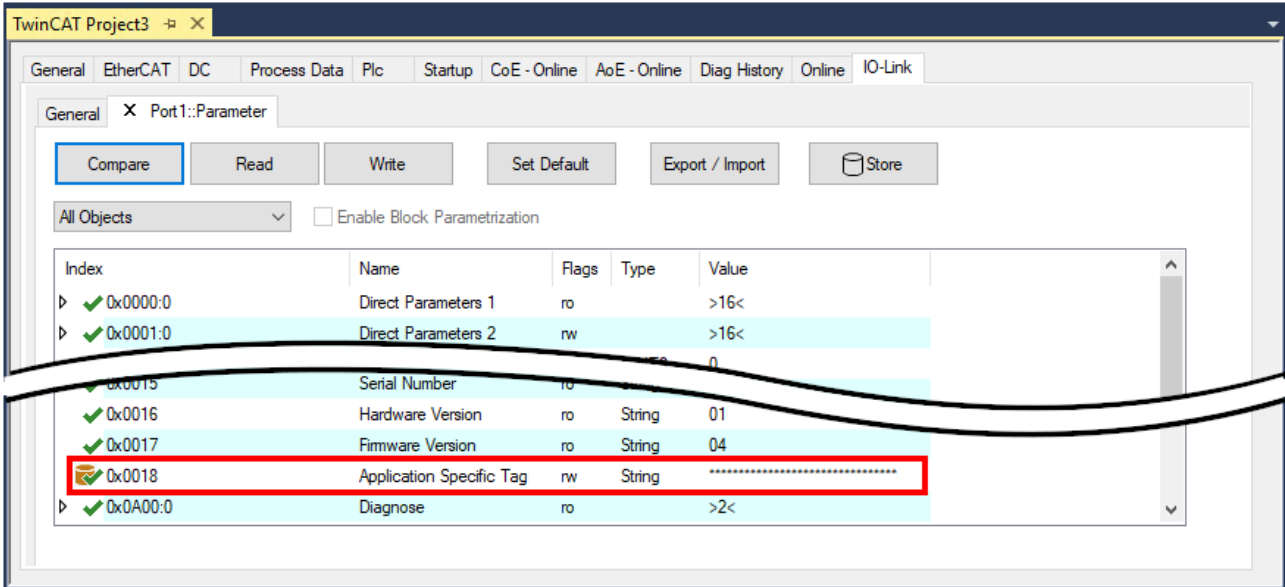 TwinCAT Project3
General EtherCAT DC Process Data Plc Startup CoE - Online AoE - Online Diag History Online IO-Link
General X Port1::Parameter
Compare Read Write Set Default Export / Import Store
All Objects Enable Block Parametrization
Index Name Flags Type Value
0x0000:0 Direct Parameters 1 ro >16<
0x0001:0 Direct Parameters 2 rw >16<
0
0x0015 Serial Number ro
0x0016 Hardware Version ro String 01
0x0017 Firmware Version ro String 04
0x0018 Application Specific Tag rw String ********************************
0x0A00:0 Diagnose ro >2<